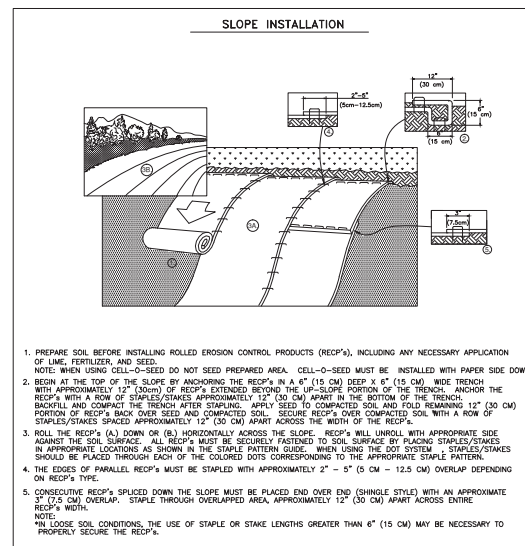 SLOPE INSTALLATION
2"-5"
(5cm-12.5cm)
4
12"
(30 cm)
6"
(15 cm)
6"
(15 cm)
2
3B
3A
3"
(7.5cm)
5
1
1. PREPARE SOIL BEFORE INSTALLING ROLLED EROSION CONTROL PRODUCTS (RECP's), INCLUDING ANY NECESSARY APPLICATION
OF LIME, FERTILIZER, AND SEED.
NOTE: WHEN USING CELL-O-SEED DO NOT SEED PREPARED AREA. CELL-O-SEED MUST BE INSTALLED WITH PAPER SIDE DOW
2. BEGIN AT THE TOP OF THE SLOPE BY ANCHORING THE RECP's IN A 6" (15 CM) DEEP X 6" (15 CM) WIDE TRENCH
WITH APPROXIMATELY 12" (30cm) OF RECP's EXTENDED BEYOND THE UP-SLOPE PORTION OF THE TRENCH. ANCHOR THE
RECP's WITH A ROW OF STAPLES/STAKES APPROXIMATELY 12" (30 CM) APART IN THE BOTTOM OF THE TRENCH.
BACKFILL AND COMPACT THE TRENCH AFTER STAPLING. APPLY SEED TO COMPACTED SOIL AND FOLD REMAINING 12" (30 CM)
PORTION OF RECP's BACK OVER SEED AND COMPACTED SOIL. SECURE RECP's OVER COMPACTED SOIL WITH A ROW OF
STAPLES/STAKES SPACED APPROXIMATELY 12" (30 CM) APART ACROSS THE WIDTH OF THE RECP's.
3. ROLL THE RECP's (A.) DOWN OR (B.) HORIZONTALLY ACROSS THE SLOPE. RECP's WILL UNROLL WITH APPROPRIATE SIDE
AGAINST THE SOIL SURFACE. ALL RECP's MUST BE SECURELY FASTENED TO SOIL SURFACE BY PLACING STAPLES/STAKES
IN APPROPRIATE LOCATIONS AS SHOWN IN THE STAPLE PATTERN GUIDE. WHEN USING THE DOT SYSTEM , STAPLES/STAKES
SHOULD BE PLACED THROUGH EACH OF THE COLORED DOTS CORRESPONDING TO THE APPROPRIATE STAPLE PATTERN.
4. THE EDGES OF PARALLEL RECP's MUST BE STAPLED WITH APPROXIMATELY 2" - 5" (5 CM - 12.5 CM) OVERLAP DEPENDING
ON RECP's TYPE.
5. CONSECUTIVE RECP's SPLICED DOWN THE SLOPE MUST BE PLACED END OVER END (SHINGLE STYLE) WITH AN APPROXIMATE
3" (7.5 CM) OVERLAP. STAPLE THROUGH OVERLAPPED AREA, APPROXIMATELY 12" (30 CM) APART ACROSS ENTIRE
RECP's WIDTH.
NOTE:
*IN LOOSE SOIL CONDITIONS, THE USE OF STAPLE OR STAKE LENGTHS GREATER THAN 6" (15 CM) MAY BE NECESSARY TO
PROPERLY SECURE THE RECP's.